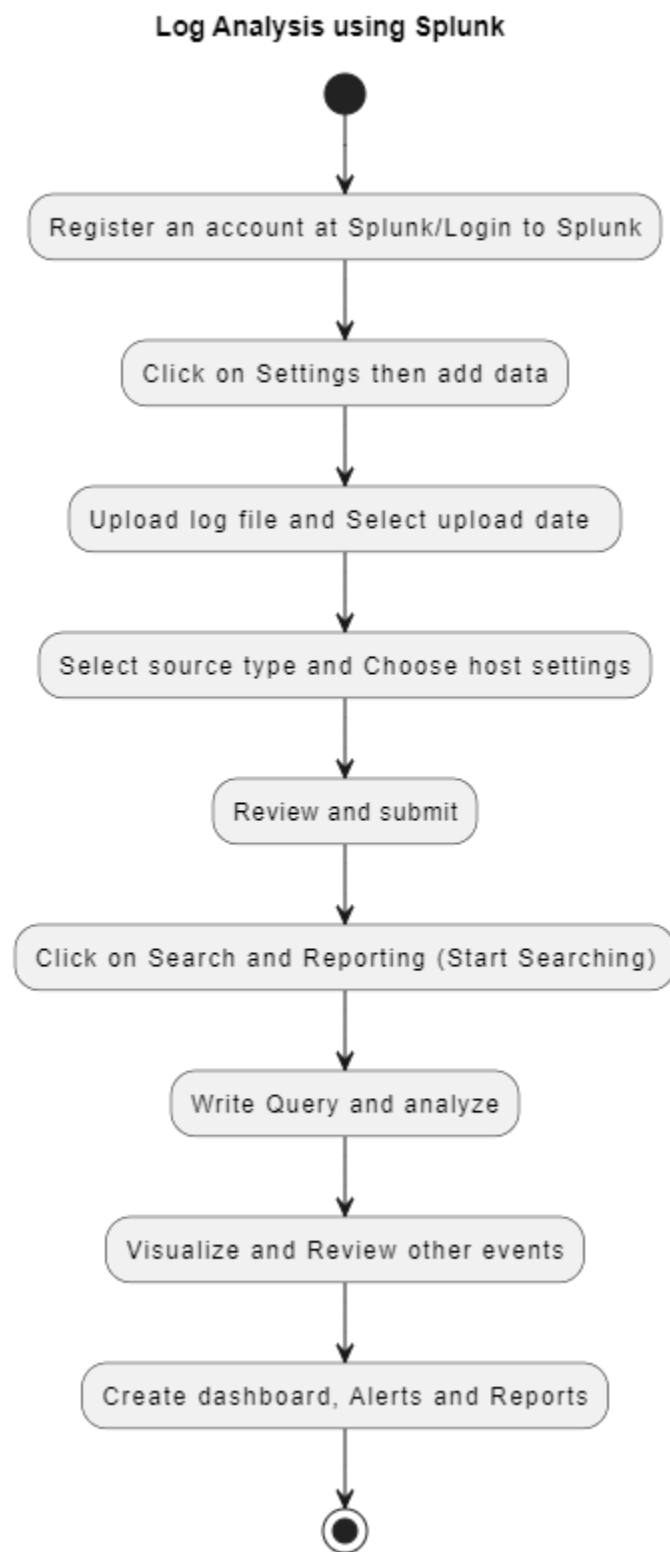 Log Analysis using Splunk
Register an account at Splunk/Login to Splunk
Click on Settings then add data
Upload log file and Select upload date
Select source type and Choose host settings
Review and submit
Click on Search and Reporting (Start Searching)
Write Query and analyze
Visualize and Review other events
Create dashboard, Alerts and Reports